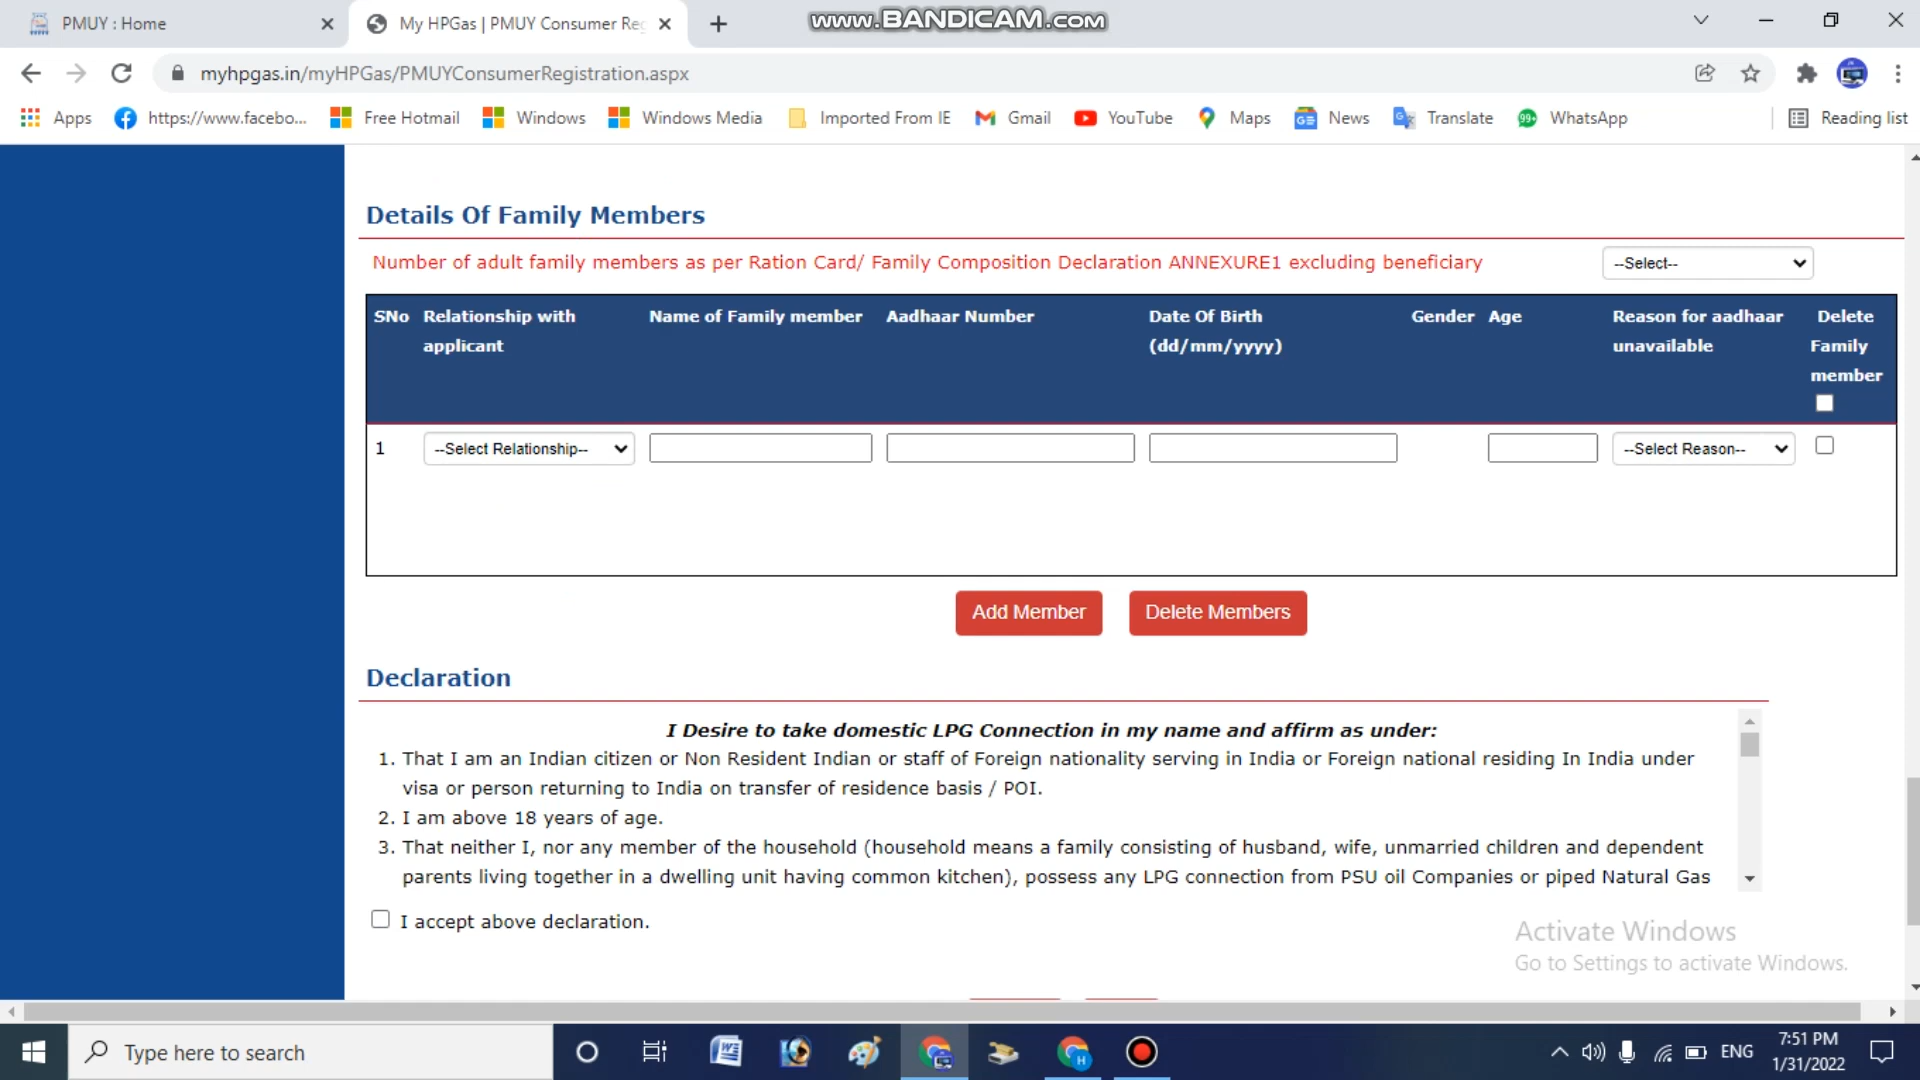 PMUY : Home
My HPGas | PMUY Consumer Reg
www.BANDICAM.com
myhpgas.in/myHPGas/PMUYConsumerRegistration.aspx
Apps
https://www.facebo...
Free Hotmail
Windows
Windows Media
Imported From IE
Gmail
YouTube
Maps
News
Translate
99+
WhatsApp
Reading list
Details Of Family Members
Number of adult family members as per Ration Card/ Family Composition Declaration ANNEXURE1 excluding beneficiary
--Select--
SNo
Relationship with
applicant
Name of Family member
Aadhaar Number
Date Of Birth
(dd/mm/yyyy)
Gender
Age
Reason for aadhaar
unavailable
Delete
Family
member
1
--Select Relationship--
--Select Reason--
Add Member
Delete Members
Declaration
I Desire to take domestic LPG Connection in my name and affirm as under:
1. That I am an Indian citizen or Non Resident Indian or staff of Foreign nationality serving in India or Foreign national residing In India under
visa or person returning to India on transfer of residence basis / POI.
2. I am above 18 years of age.
3. That neither I, nor any member of the household (household means a family consisting of husband, wife, unmarried children and dependent
parents living together in a dwelling unit having common kitchen), possess any LPG connection from PSU oil Companies or piped Natural Gas
I accept above declaration.
Activate Windows
Go to Settings to activate Windows.
Type here to search
ENG
7:51 PM
1/31/2022